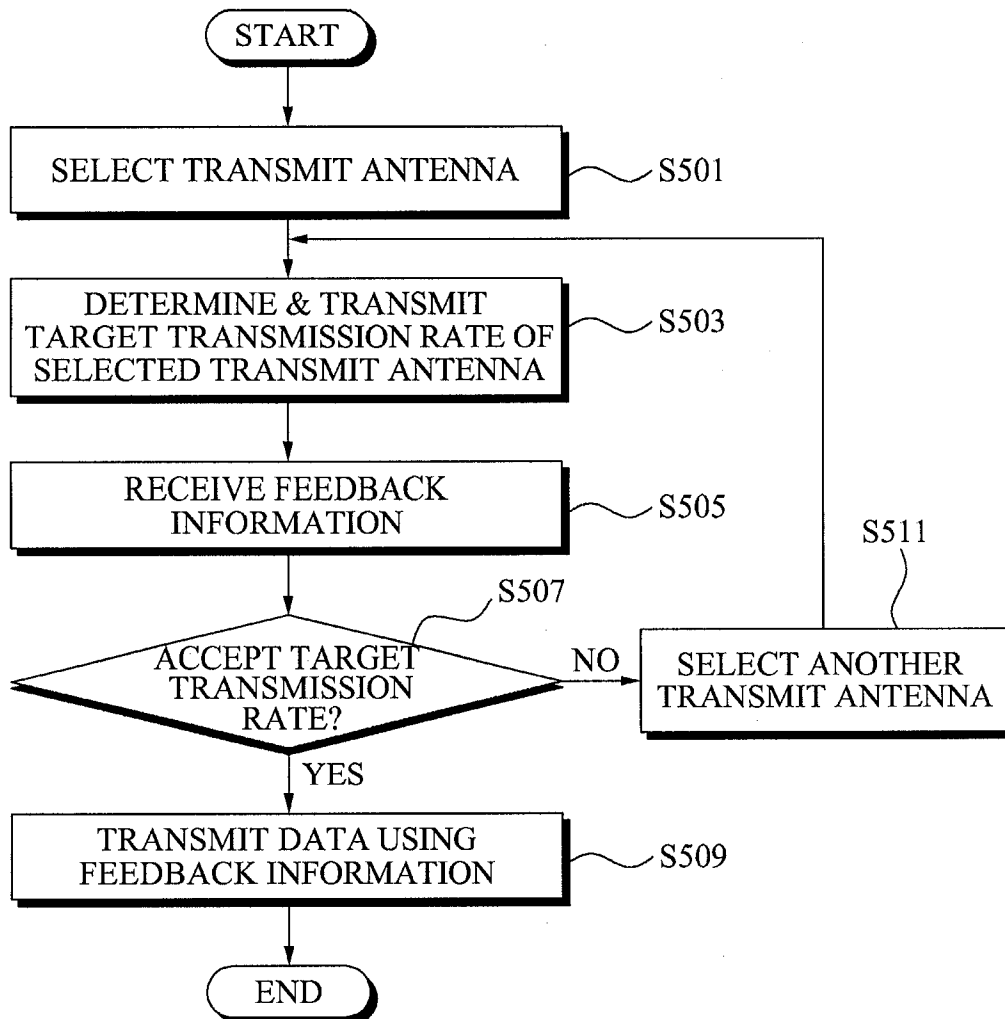 START
SELECT TRANSMIT ANTENNA
S501
DETERMINE & TRANSMIT
TARGET TRANSMISSION RATE OF
SELECTED TRANSMIT ANTENNA
S503
RECEIVE FEEDBACK
INFORMATION
S505
S507
ACCEPT TARGET
TRANSMISSION
RATE?
NO
S511
SELECT ANOTHER
TRANSMIT ANTENNA
YES
TRANSMIT DATA USING
FEEDBACK INFORMATION
S509
END